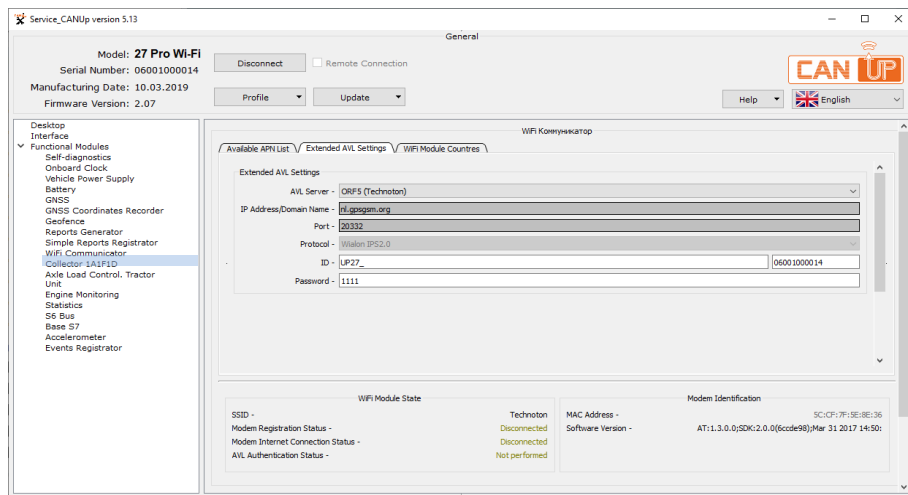 Service_CANUp version 5.13
General
Model: 27 Pro Wi-Fi
Serial Number: 06001000014
Manufacturing Date: 10.03.2019
Firmware Version: 2.07
Disconnect
Remote Connection
Profile
Update
CAN UP
Help
English
Desktop
Interface
Functional Modules
Self-diagnostics
Onboard Clock
Vehicle Power Supply
Battery
GNSS
GNSS Coordinates Recorder
Geofence
Reports Generator
Simple Reports Registrator
WiFi Communicator
Collector 1A1F1D
Axle Load Control. Tractor
Unit
Engine Monitoring
Statistics
S6 Bus
Base S7
Accelerometer
Events Registrator
WiFi Коммуникатор
Available APN List
Extended AVL Settings
WiFi Module Countres
Extended AVL Settings
AVL Server - ORF5 (Technoton)
IP Address/Domain Name - nl.gpsgsm.org
Port - 20332
Protocol - Wialon IPS2.0
ID - UP27_ 06001000014
Password - 1111
WiFi Module State
SSID - Technoton
Modem Registration Status - Disconnected
Modem Internet Connection Status - Disconnected
AVL Authentication Status - Not performed
Modem Identification
MAC Address - 5C:CF:7F:5E:8E:36
Software Version - AT:1.3.0.0;SDK:2.0.0(6ccde98);Mar 31 2017 14:50: